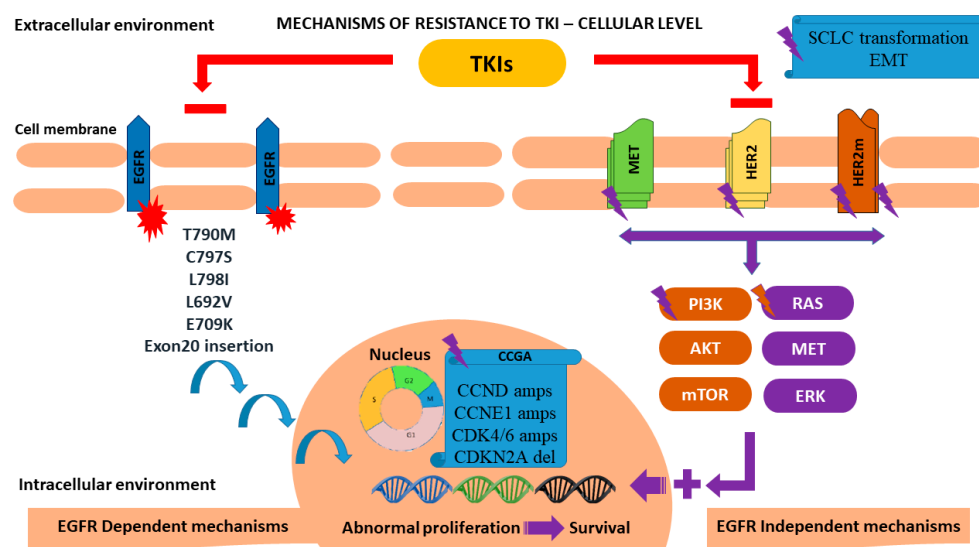 Extracellular environment
MECHANISMS OF RESISTANCE TO TKI – CELLULAR LEVEL
SCLC transformation
EMT
TKIs
Cell membrane
EGFR
EGFR
MET
HER2
HER2m
T790M
C797S
L798I
L692V
E709K
Exon20 insertion
PI3K
RAS
AKT
MET
mTOR
ERK
Nucleus
G2
S
M
G1
CCGA
CCND amps
CCNE1 amps
CDK4/6 amps
CDKN2A del
Intracellular environment
EGFR Dependent mechanisms
Abnormal proliferation
Survival
EGFR Independent mechanisms